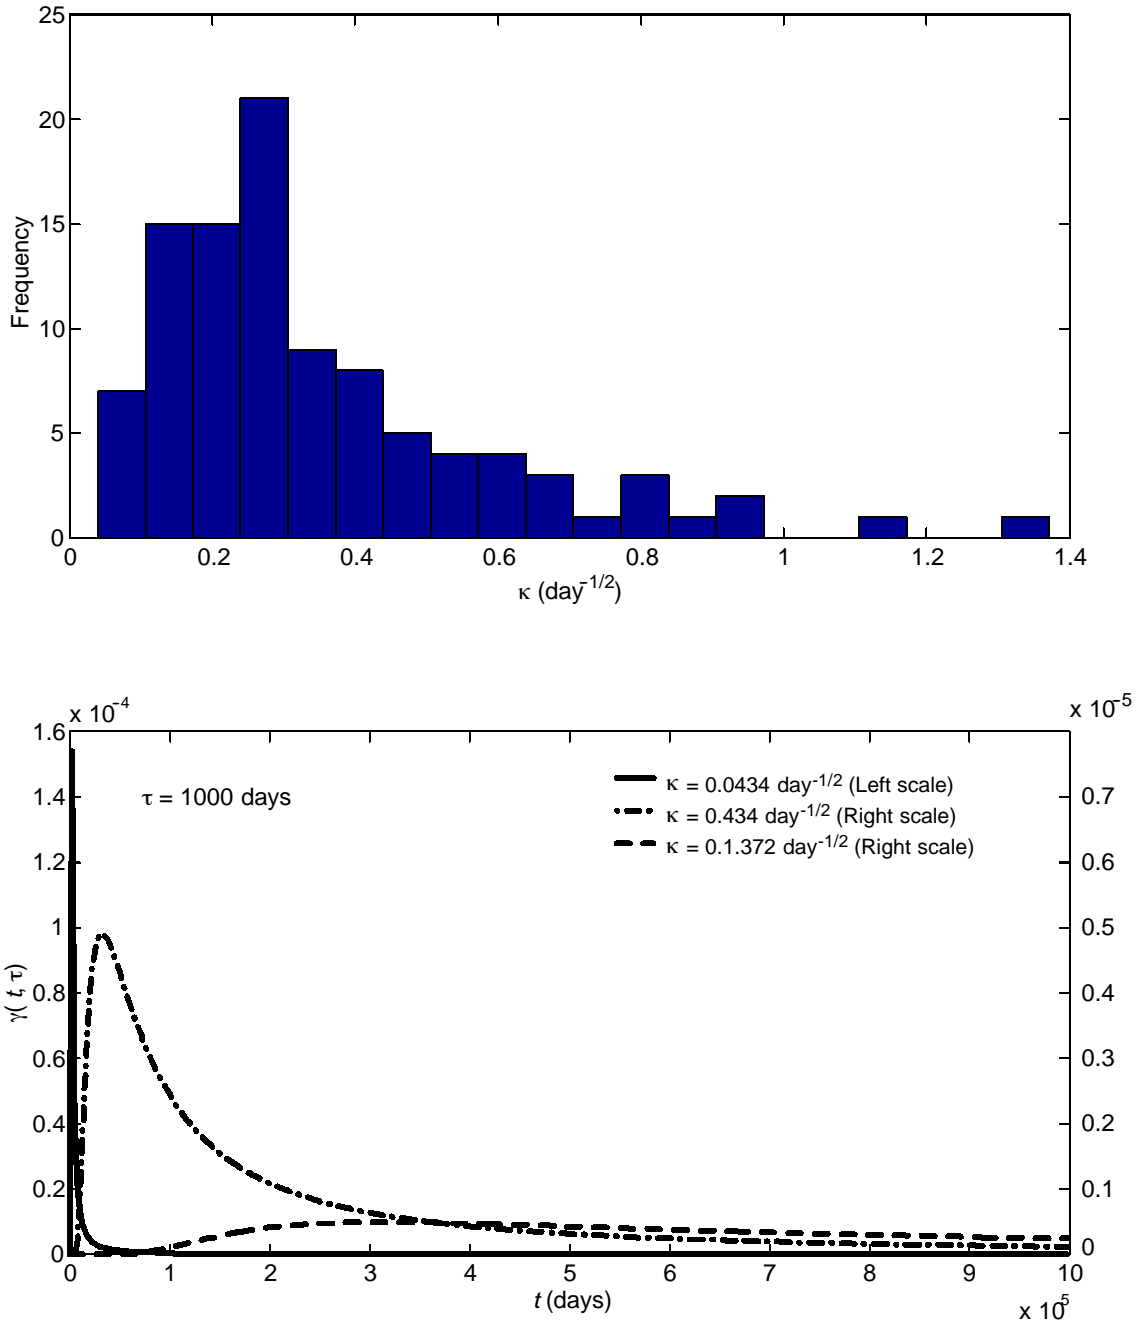 25
20
15
10
5
0
Frequency
0 0.2 0.4 0.6 0.8 1 1.2 1.4
κ (day-1/2)
x 10-4
x 10-5
1.6
1.4
1.2
1
0.8
0.6
0.4
0.2
0
γ( t, τ)
τ = 1000 days
κ = 0.0434 day-1/2 (Left scale)
κ = 0.434 day-1/2 (Right scale)
κ = 0.1.372 day-1/2 (Right scale)
0.7
0.6
0.5
0.4
0.3
0.2
0.1
0
0 1 2 3 4 5 6 7 8 9 10
t (days)
x 105